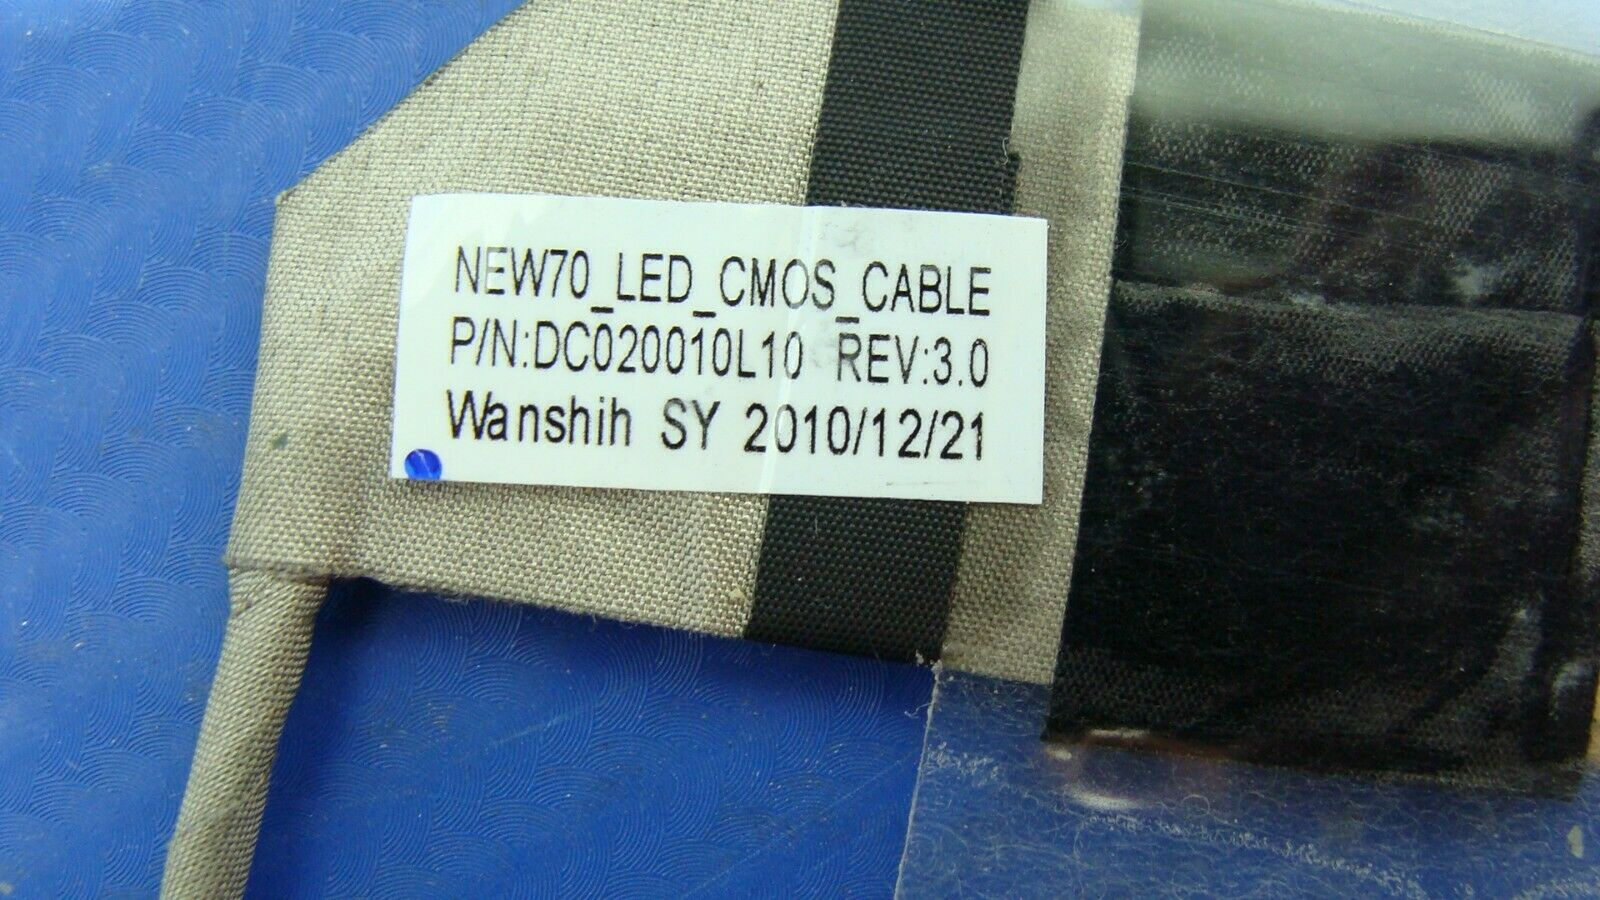 NEW70_LED_CMOS_CABLE
P/N:DC020010L10 REV:3.0
Wanshih SY 2010/12/21